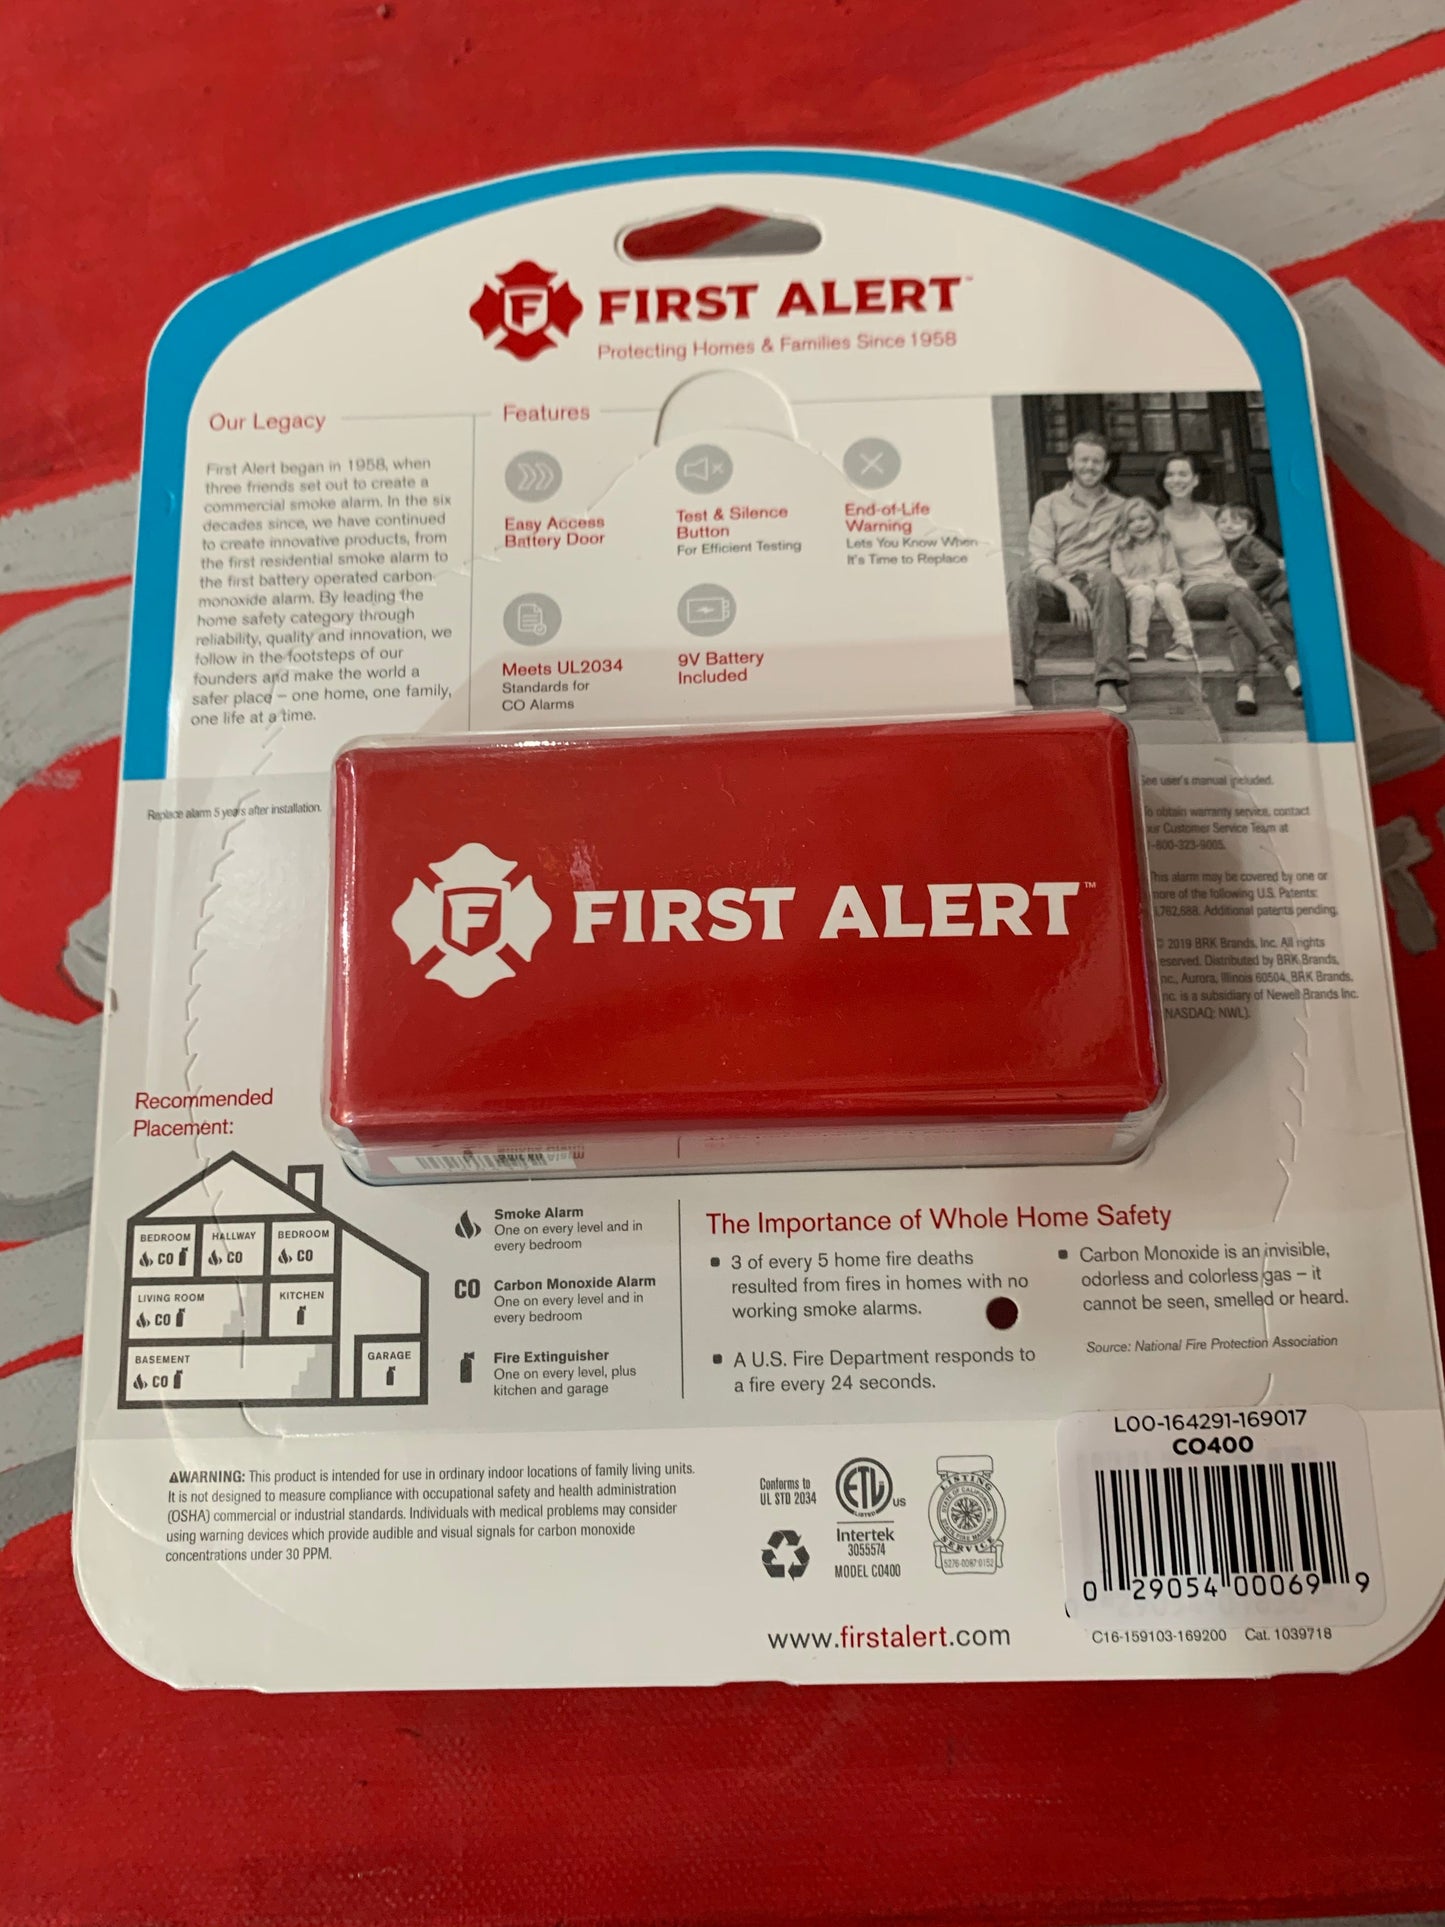 FIRST ALERT™
Protecting Homes & Families Since 1958
Our Legacy
First Alert began in 1958, when
three friends set out to create a
commercial smoke alarm. In the six
decades since, we have continued
to create innovative products, from
the first residential smoke alarm to
the first battery operated carbon
monoxide alarm. By leading the
home safety category through
reliability, quality and innovation, we
follow in the footsteps of our
founders and make the world a
safer place – one home, one family,
one life at a time.
Features
Easy Access
Battery Door
Test & Silence
Button
For Efficient Testing
End-of-Life
Warning
Lets You Know When
It's Time to Replace
Meets UL2034
Standards for
CO Alarms
9V Battery
Included
Replace alarm 5 years after installation.
See user's manual included.
To obtain warranty service, contact
our Customer Service Team at
1-800-323-9005.
This alarm may be covered by one or
more of the following U.S. Patents:
762,688. Additional patents pending.
© 2019 BRK Brands, Inc. All rights
reserved. Distributed by BRK Brands,
Inc., Aurora, Illinois 60504. BRK Brands,
Inc. is a subsidiary of Newell Brands Inc.
NASDAQ: NWL).
F FIRST ALERT™
Recommended
Placement:
BEDROOM
CO
HALLWAY
CO
BEDROOM
CO
LIVING ROOM
CO
KITCHEN
BASEMENT
CO
GARAGE
Smoke Alarm
One on every level and in
every bedroom
CO Carbon Monoxide Alarm
One on every level and in
every bedroom
Fire Extinguisher
One on every level, plus
kitchen and garage
The Importance of Whole Home Safety
▪ 3 of every 5 home fire deaths
resulted from fires in homes with no
working smoke alarms.
▪ A U.S. Fire Department responds to
a fire every 24 seconds.
▪ Carbon Monoxide is an invisible,
odorless and colorless gas – it
cannot be seen, smelled or heard.
Source: National Fire Protection Association
⚠WARNING: This product is intended for use in ordinary indoor locations of family living units.
It is not designed to measure compliance with occupational safety and health administration
(OSHA) commercial or industrial standards. Individuals with medical problems may consider
using warning devices which provide audible and visual signals for carbon monoxide
concentrations under 30 PPM.
Conforms to
UL STD 2034
ETL US
LISTED
Intertek
3055574
MODEL CO400
LISTING
STATE OF CALIFORNIA
STATE FIRE MARSHAL
SERVICE
5276-0087:0152
www.firstalert.com
L00-164291-169017
CO400
0 29054 00069 9
C16-159103-169200 Cat. 1039718